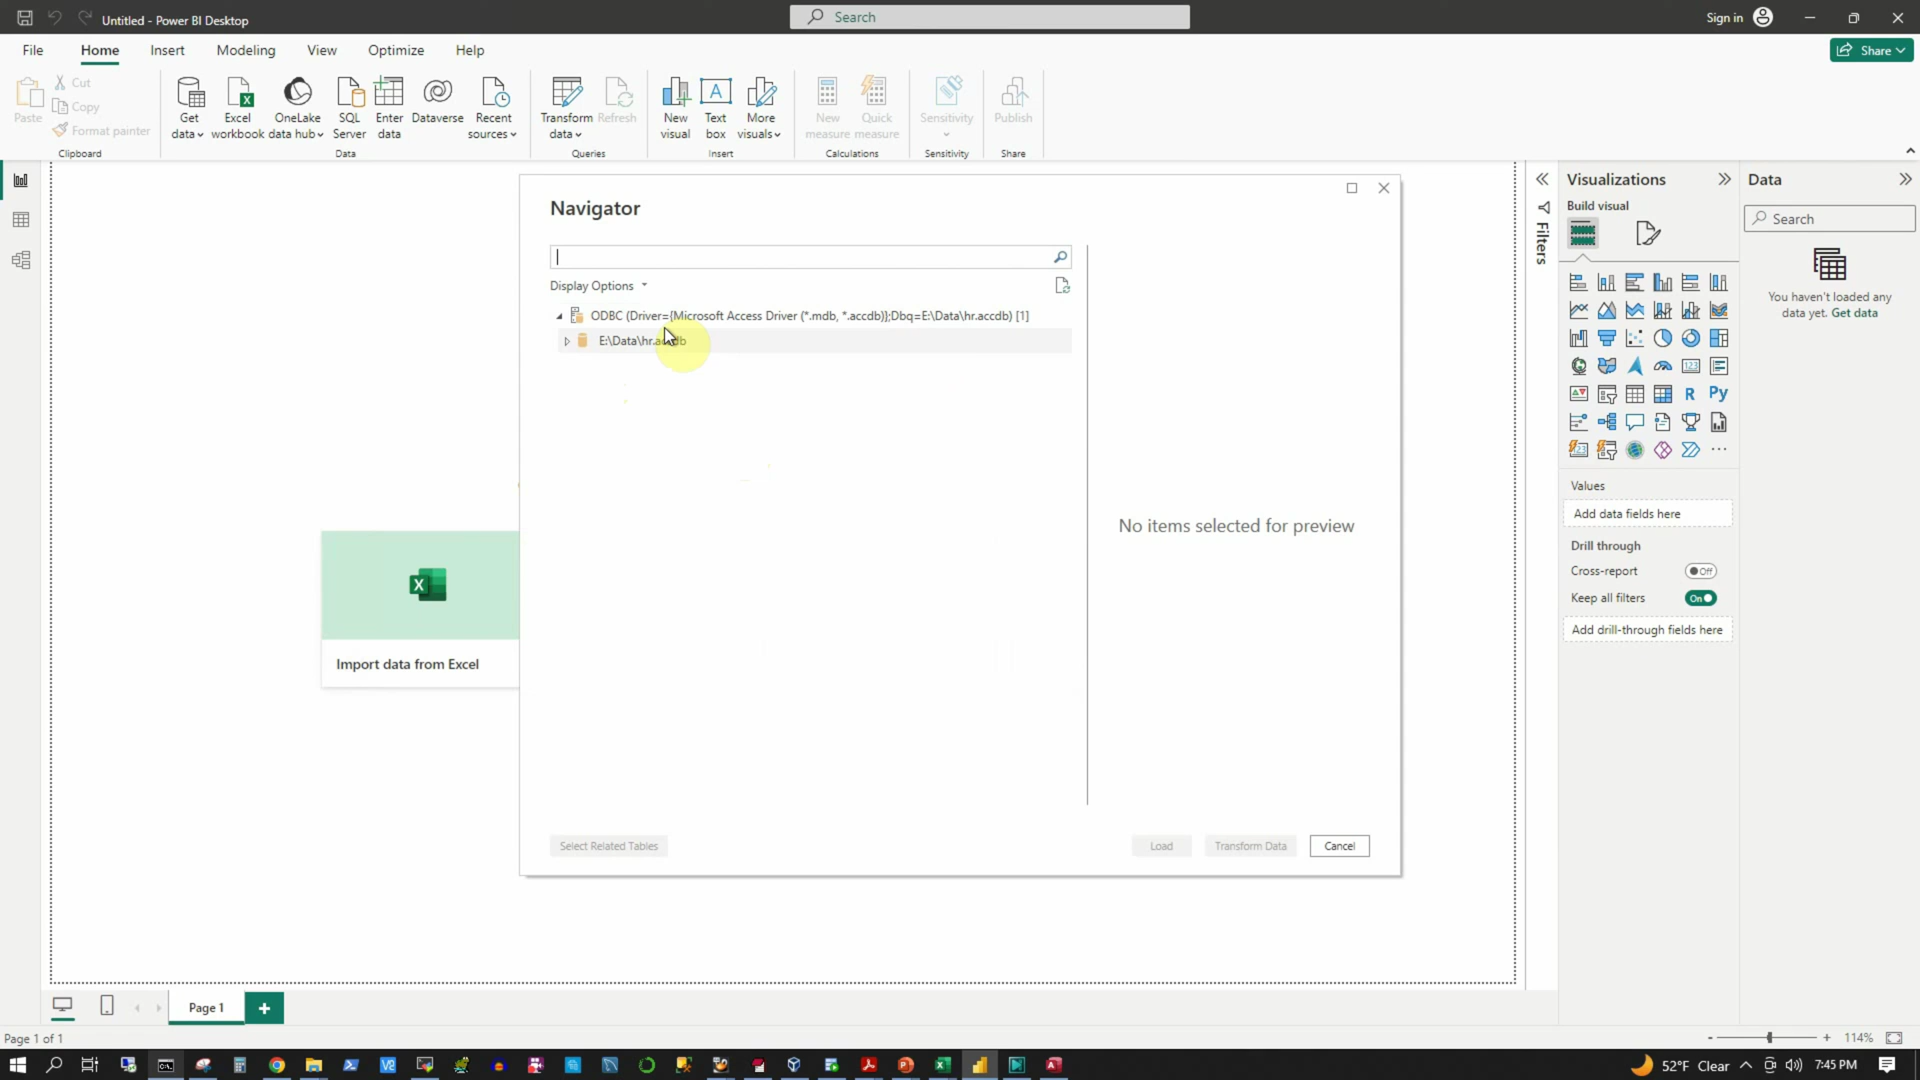 Untitled - Power BI Desktop
Search
Sign in
File
Home
Insert
Modeling
View
Optimize
Help
Share
Paste
Cut
Copy
Format painter
Clipboard
Get data
Excel workbook
OneLake data hub
SQL Server
Enter data
Dataverse
Recent sources
Data
Transform data
Refresh
Queries
New visual
Text box
More visuals
Insert
New measure
Quick measure
Calculations
Sensitivity
Sensitivity
Publish
Share
Navigator
Display Options
ODBC (Driver={Microsoft Access Driver (*.mdb, *.accdb)};Dbq=E:\Data\hr.accdb) [1]
E:\Data\hr.accdb
No items selected for preview
Select Related Tables
Load
Transform Data
Cancel
Import data from Excel
Filters
Visualizations
Build visual
R
Py
Values
Add data fields here
Drill through
Cross-report
Off
Keep all filters
On
Add drill-through fields here
Data
Search
You haven't loaded any
data yet. Get data
Page 1
Page 1 of 1
114%
52°F Clear
7:45 PM